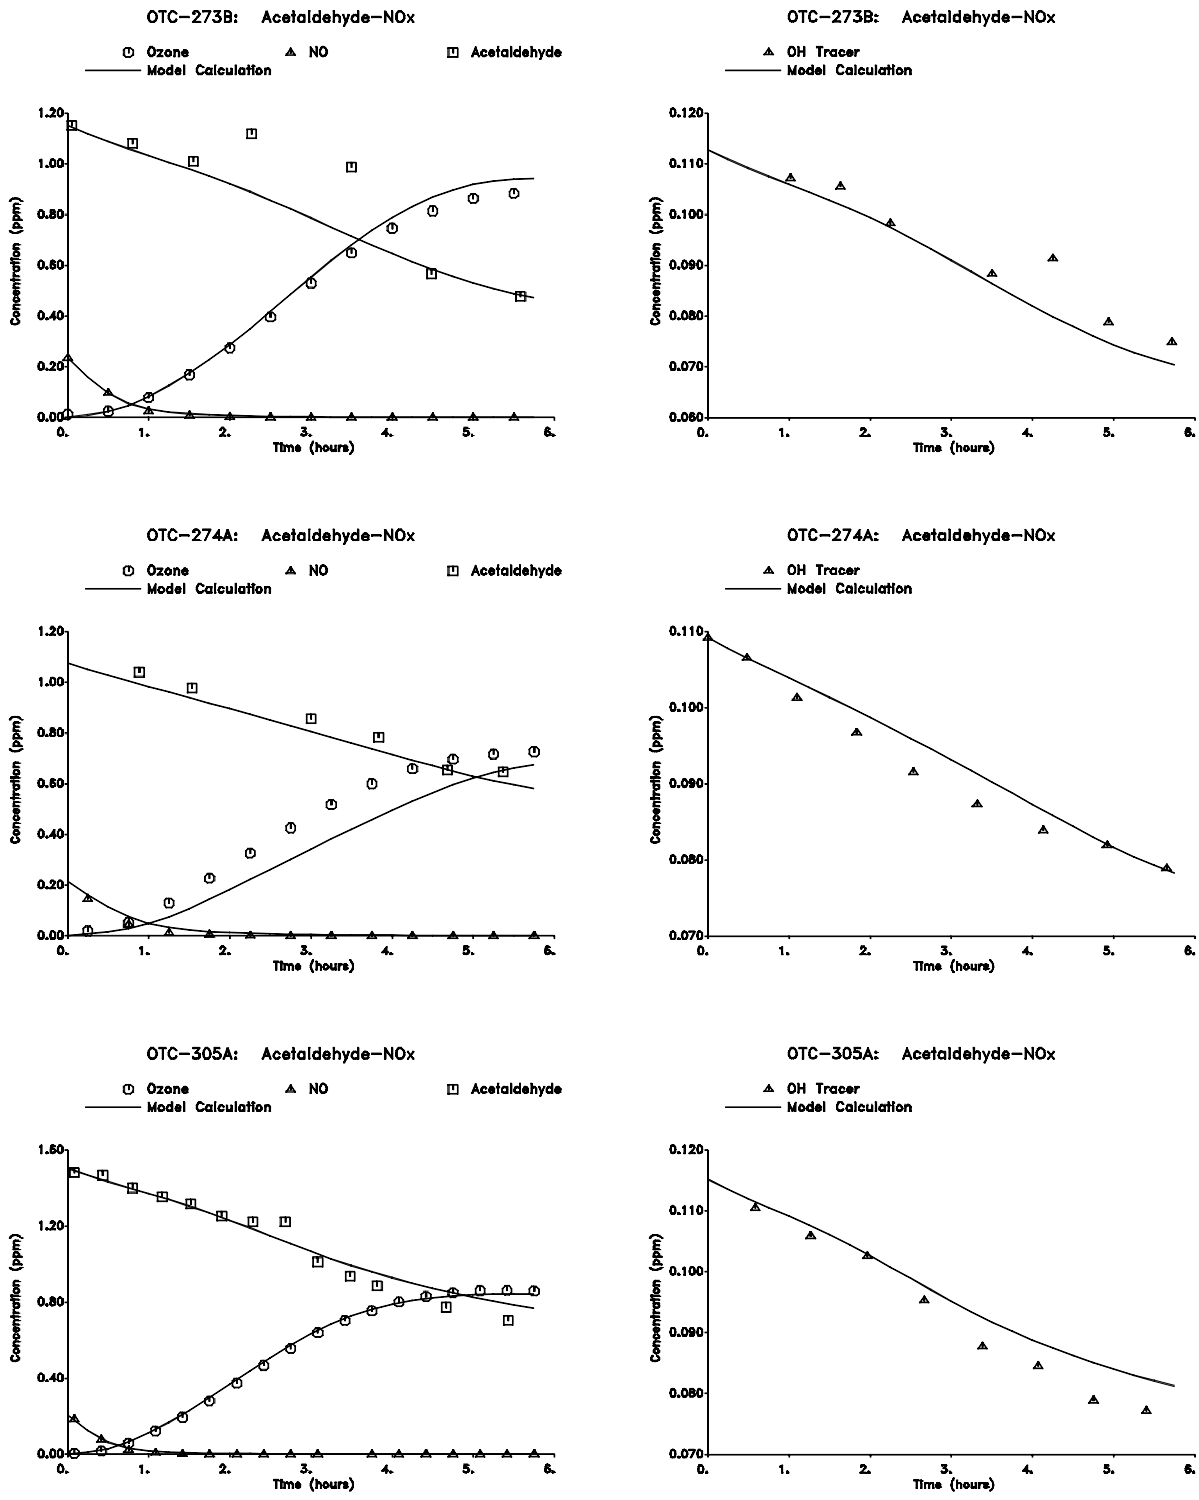 OTC-273B: Acetaldehyde-NOx
Ozone NO Acetaldehyde
Model Calculation
1.20
1.00
0.80
0.60
0.40
0.20
0.00
Concentration (ppm)
0. 1. 2. 3. 4. 5. 6.
Time (hours)
OTC-273B: Acetaldehyde-NOx
OH Tracer
Model Calculation
0.120
0.110
0.100
0.090
0.080
0.070
0.060
Concentration (ppm)
0. 1. 2. 3. 4. 5. 6.
Time (hours)
OTC-274A: Acetaldehyde-NOx
Ozone NO Acetaldehyde
Model Calculation
1.20
1.00
0.80
0.60
0.40
0.20
0.00
Concentration (ppm)
0. 1. 2. 3. 4. 5. 6.
Time (hours)
OTC-274A: Acetaldehyde-NOx
OH Tracer
Model Calculation
0.110
0.100
0.090
0.080
0.070
Concentration (ppm)
0. 1. 2. 3. 4. 5. 6.
Time (hours)
OTC-305A: Acetaldehyde-NOx
Ozone NO Acetaldehyde
Model Calculation
1.60
1.20
0.80
0.40
0.00
Concentration (ppm)
0. 1. 2. 3. 4. 5. 6.
Time (hours)
OTC-305A: Acetaldehyde-NOx
OH Tracer
Model Calculation
0.120
0.110
0.100
0.090
0.080
0.070
Concentration (ppm)
0. 1. 2. 3. 4. 5. 6.
Time (hours)